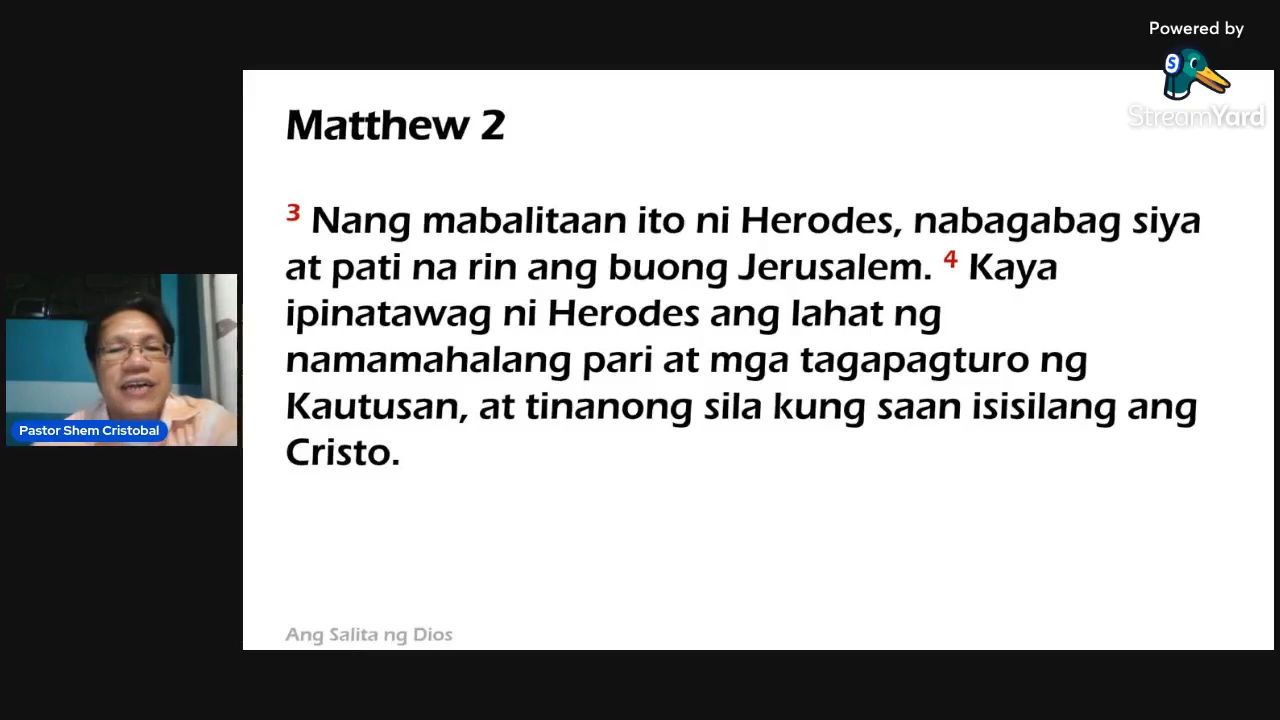 Powered by
StreamYard
Matthew 2
3 Nang mabalitaan ito ni Herodes, nabagabag siya
at pati na rin ang buong Jerusalem. 4 Kaya
ipinatawag ni Herodes ang lahat ng
namamahalang pari at mga tagapagturo ng
Kautusan, at tinanong sila kung saan isisilang ang
Cristo.
Pastor Shem Cristobal
Ang Salita ng Dios